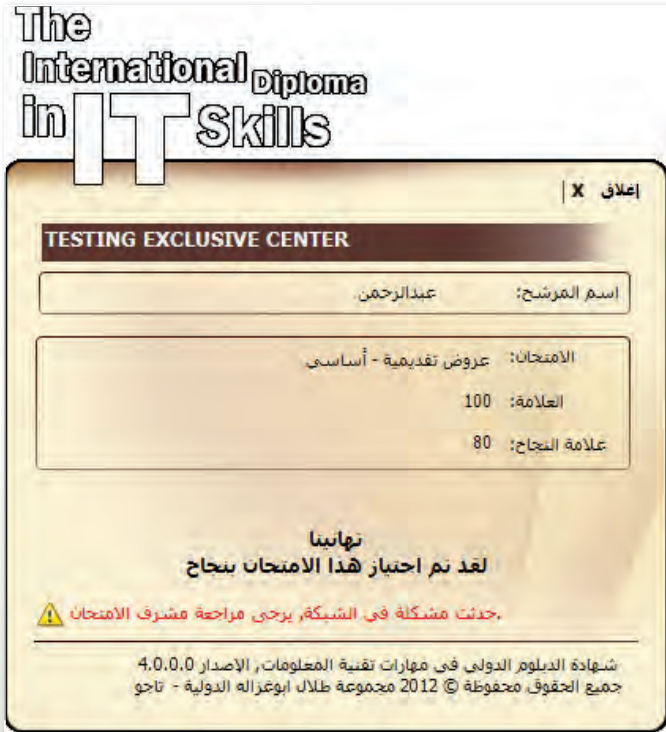 The
International Diploma
in IT Skills
إغلاق X
TESTING EXCLUSIVE CENTER
اسم المرشح: عبدالرحمن
الامتحان: عروض تقديمية - أساسي
العلامة: 100
علامة النجاح: 80
تهانينا
لقد تم اجتياز هذا الامتحان بنجاح
حدثت مشكلة في الشبكة, يرجى مراجعة مشرف الامتحان.
شهادة الدبلوم الدولي في مهارات تقنية المعلومات, الإصدار 4.0.0.0
جميع الحقوق محفوظة © 2012 مجموعة طلال ابوغزاله الدولية - تاجو